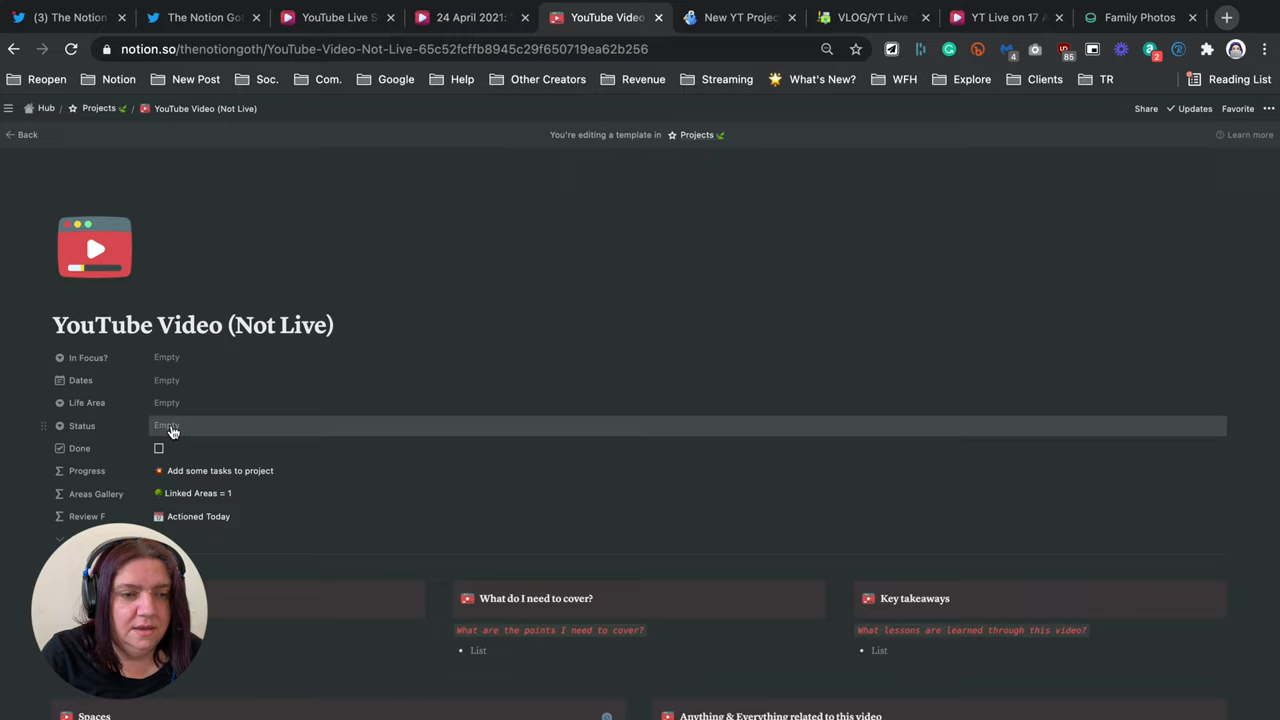 (3) The Notion
The Notion Go
YouTube Live S
24 April 2021:
YouTube Video
New YT Projec
VLOG/YT Live
YT Live on 17 A
Family Photos
notion.so/thenotiongoth/YouTube-Video-Not-Live-65c52fcffb8945c29f650719ea62b256
4
85
2
Reopen
Notion
New Post
Soc.
Com.
Google
Help
Other Creators
Revenue
Streaming
What's New?
WFH
Explore
Clients
TR
Reading List
Hub / Projects / YouTube Video (Not Live)
Share
Updates
Favorite
Back
You're editing a template in Projects
Learn more
YouTube Video (Not Live)
In Focus? Empty
Dates Empty
Life Area Empty
Status Empty
Done
Progress Add some tasks to project
Areas Gallery Linked Areas = 1
Review F Actioned Today
What do I need to cover?
Key takeaways
What are the points I need to cover?
What lessons are learned through this video?
List
List
Spaces
Anything & Everything related to this video